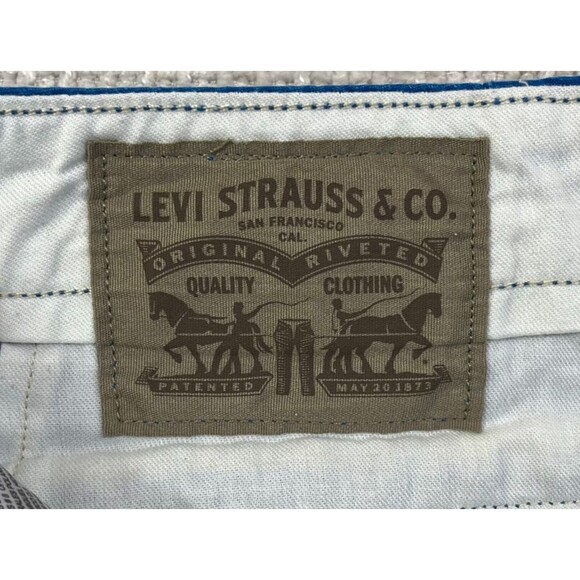 LEVI STRAUSS & CO.
SAN FRANCISCO
CAL.
ORIGINAL RIVETED
QUALITY CLOTHING
PATENTED MAY 20 1873